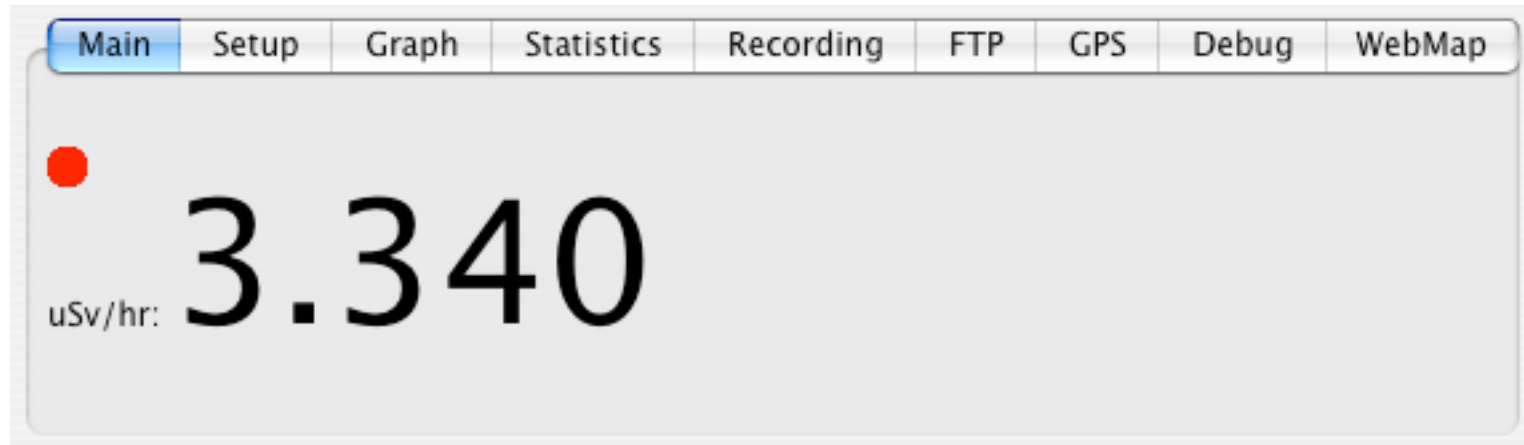 Main Setup Graph Statistics Recording FTP GPS Debug WebMap
uSv/hr: 3.340